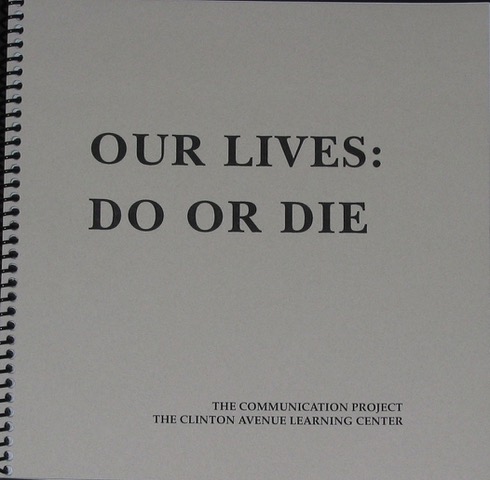 OUR LIVES:
DO OR DIE
THE COMMUNICATION PROJECT
THE CLINTON AVENUE LEARNING CENTER